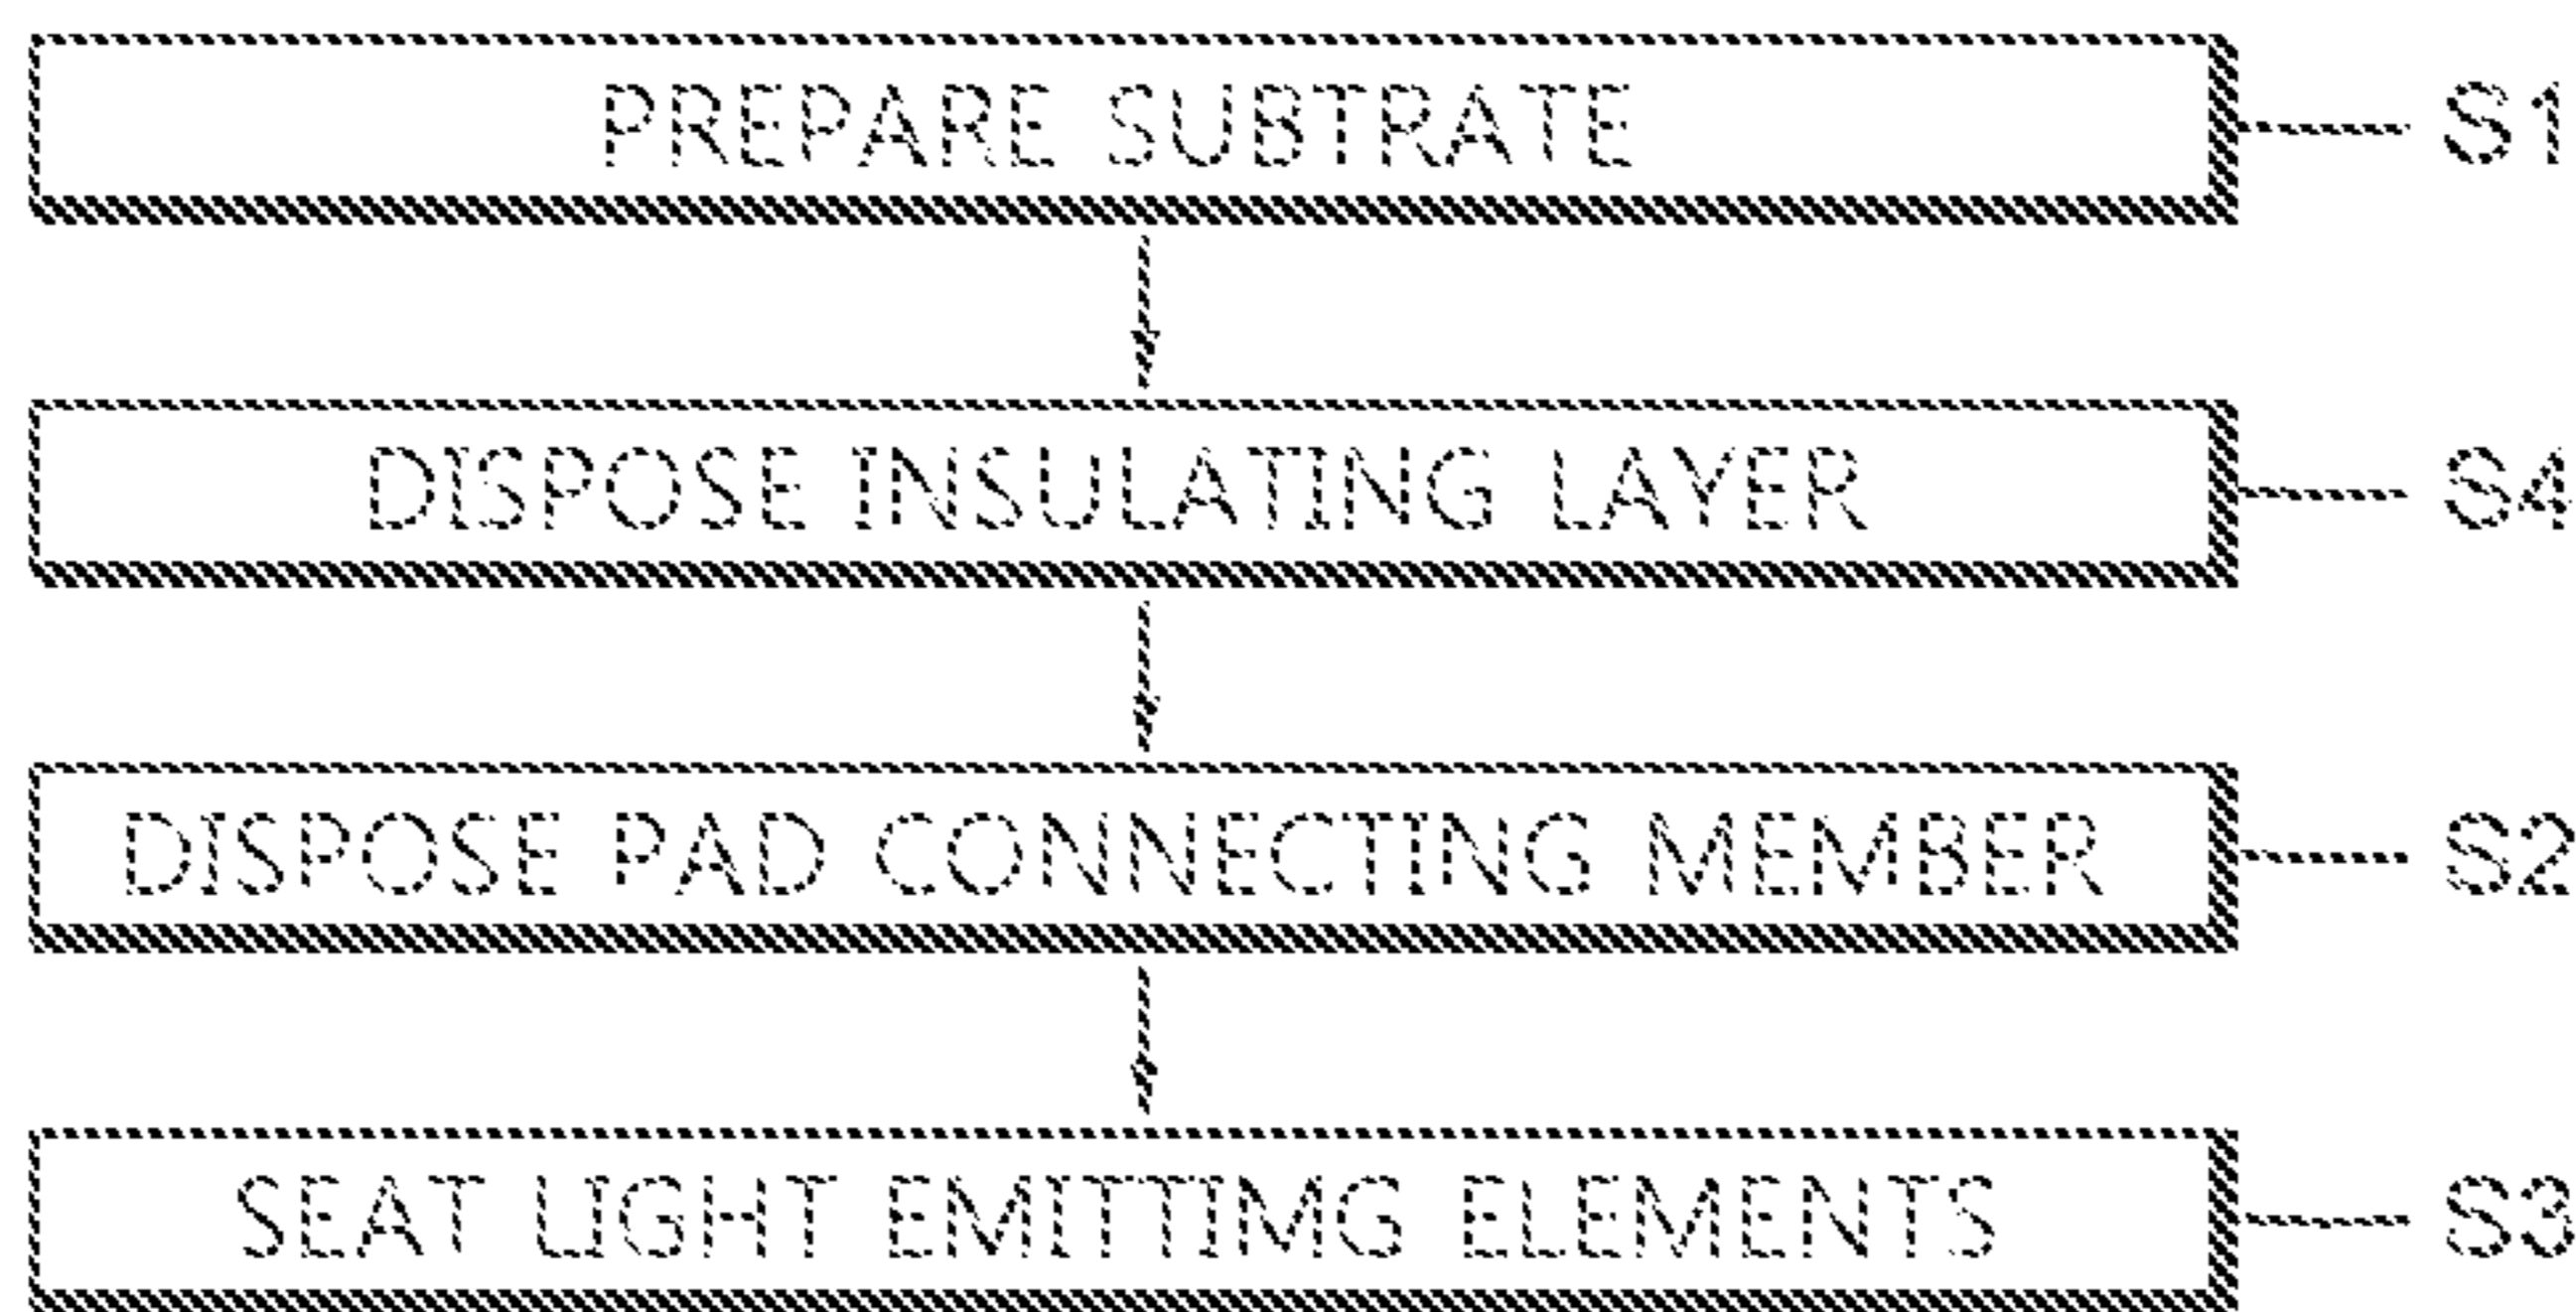 PREPARE SUBTRATE S1
DISPOSE INSULATING LAYER S4
DISPOSE PAD CONNECTING MEMBER S2
SEAT LIGHT EMITTIMG ELEMENTS S3